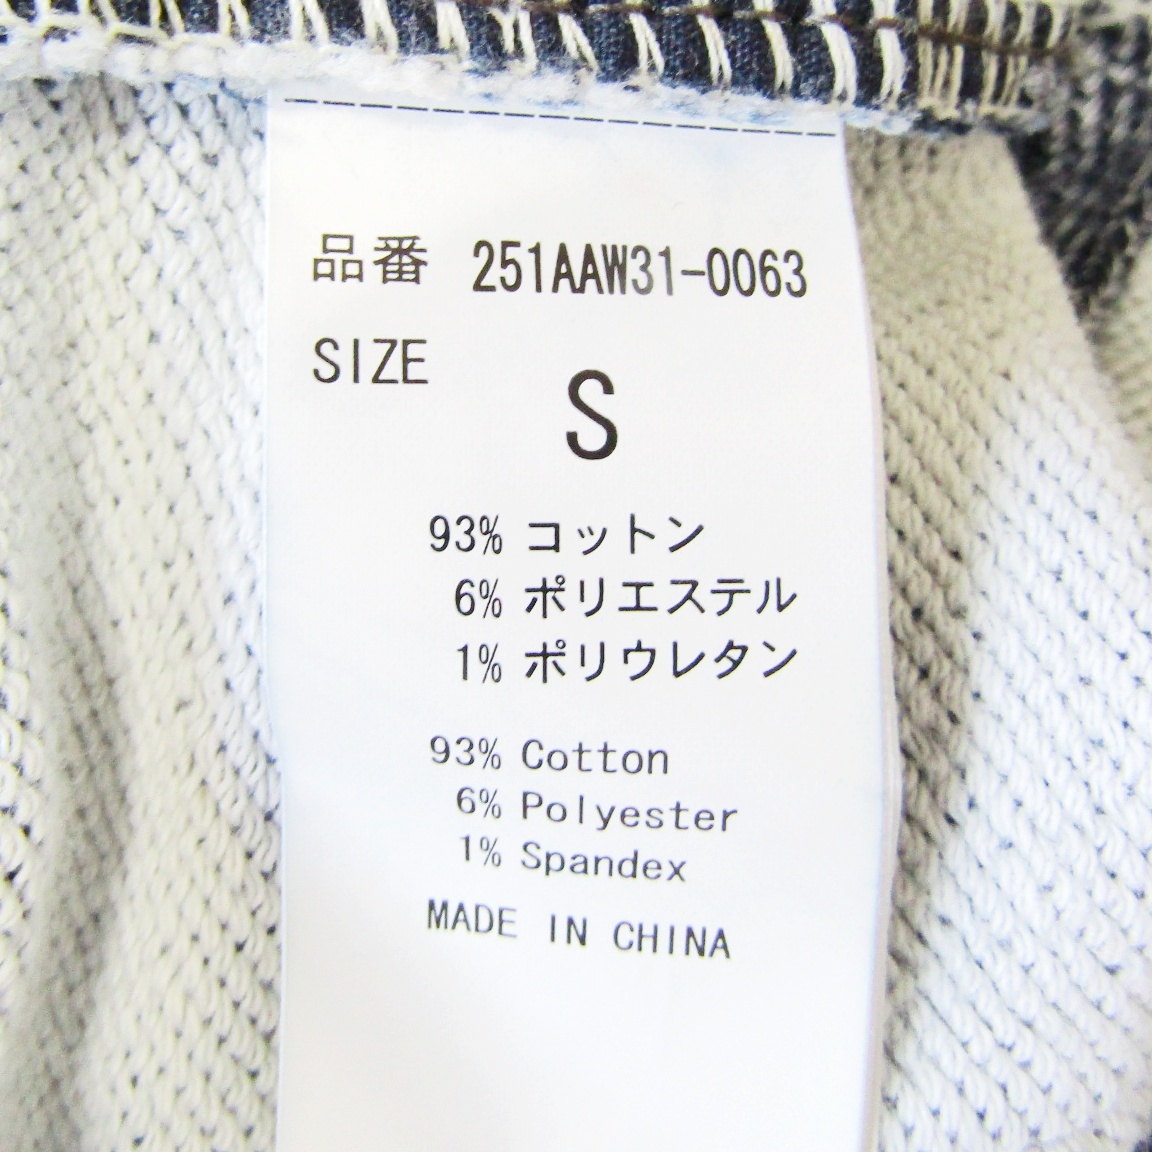 品番 251AAW31-0063
SIZE
S
93% コットン
6% ポリエステル
1% ポリウレタン
93% Cotton
6% Polyester
1% Spandex
MADE IN CHINA